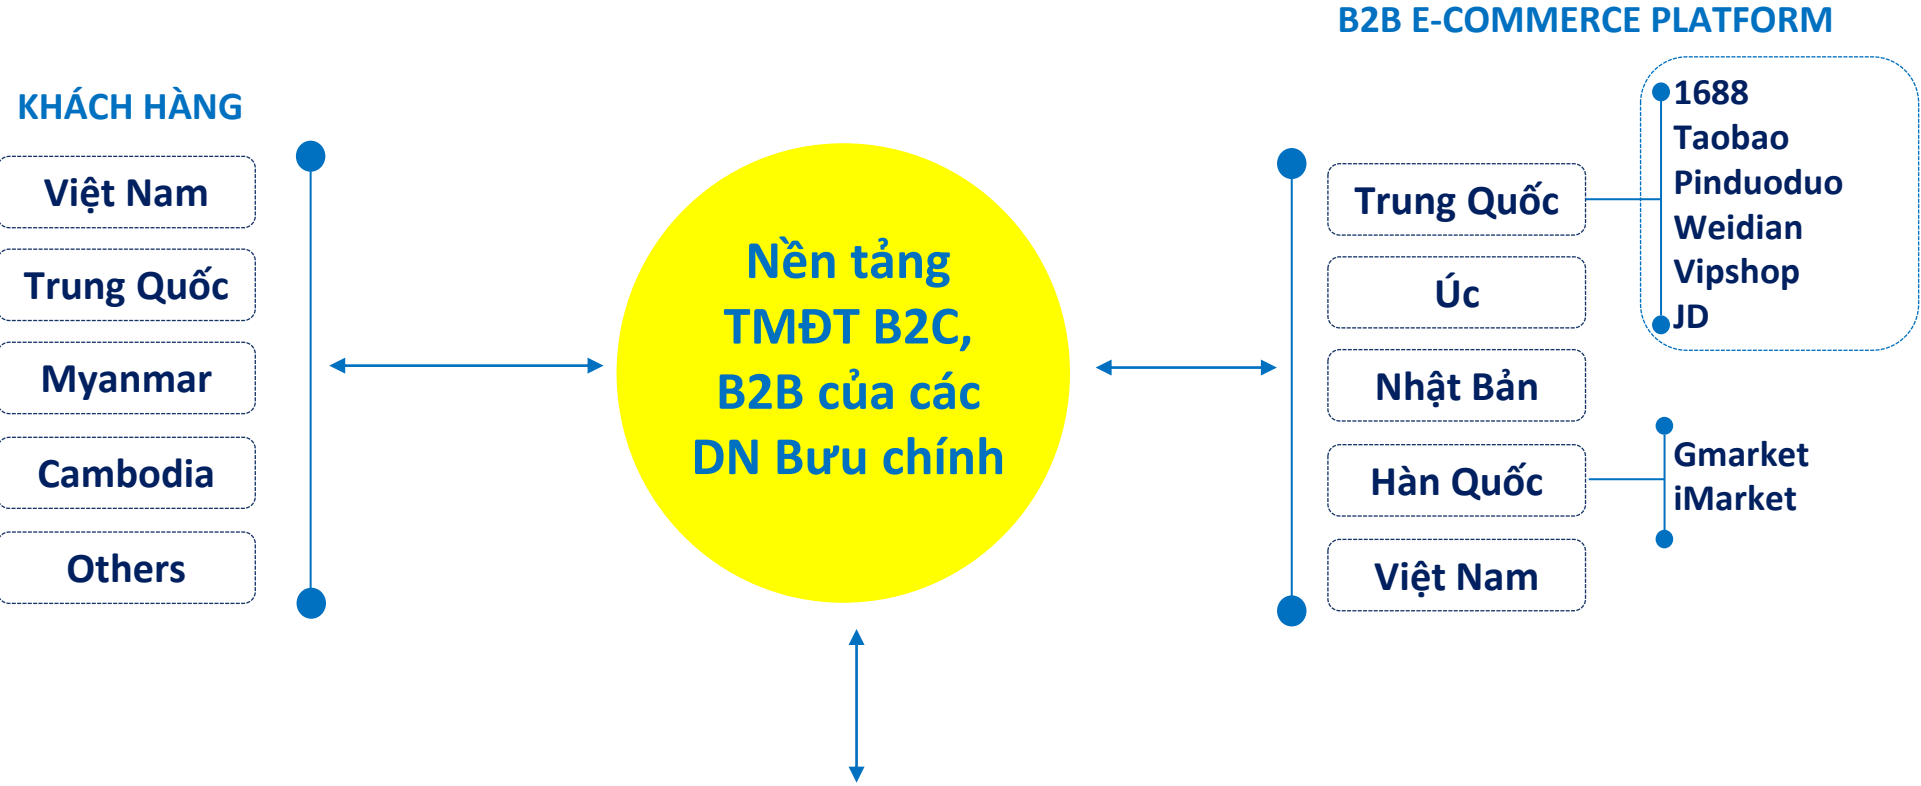 B2B E-COMMERCE PLATFORM
KHÁCH HÀNG
Việt Nam
Trung Quốc
Myanmar
Cambodia
Others
Nền tảng
TMĐT B2C,
B2B của các
DN Bưu chính
Trung Quốc
Úc
Nhật Bản
Hàn Quốc
Việt Nam
1688
Taobao
Pinduoduo
Weidian
Vipshop
JD
Gmarket
iMarket